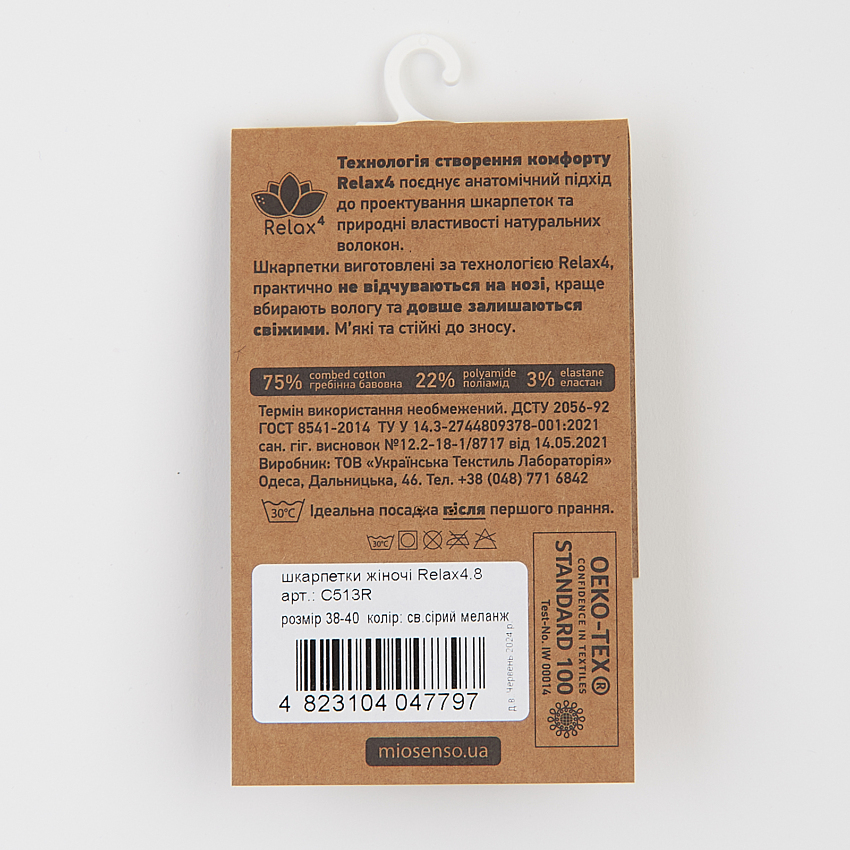 Технологія створення комфорту
Relax4 поєднує анатомічний підхід
до проектування шкарпеток та
природні властивості натуральних
волокон.
Relax⁴
Шкарпетки виготовлені за технологією Relax4,
практично не відчуваються на нозі, краще
вбирають вологу та довше залишаються
свіжими. М'які та стійкі до зносу.
75% combed cotton гребінна бавовна 22% polyamide поліамід 3% elastane еластан
Термін використання необмежений. ДСТУ 2056-92
ГОСТ 8541-2014 ТУ У 14.3-2744809378-001:2021
сан. гіг. висновок №12.2-18-1/8717 від 14.05.2021
Виробник: ТОВ «Українська Текстиль Лабораторія»
Одеса, Дальницька, 46. Тел. +38 (048) 771 6842
30°C Ідеальна посадка після першого прання.
30°C
шкарпетки жіночі Relax4.8
арт.: C513R
розмір 38-40 колір: св.сірий меланж
4 823104 047797
Д.В. Червень 2024 р.
OEKO-TEX®
CONFIDENCE IN TEXTILES
STANDARD 100
Test-No. IW 00014
miosenso.ua